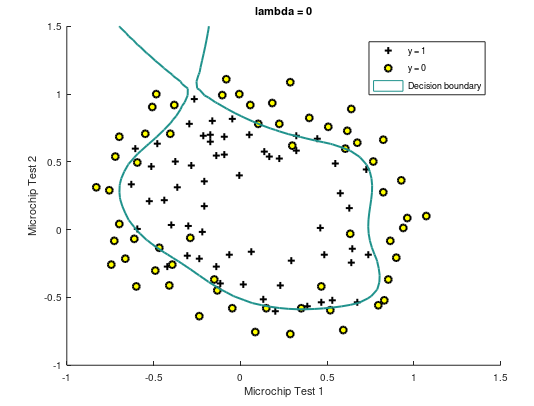 lambda = 0
1.5
y = 1
y = 0
Decision boundary
1
0.5
0
-0.5
-1
-1
-0.5
0
0.5
1
1.5
Microchip Test 1
Microchip Test 2